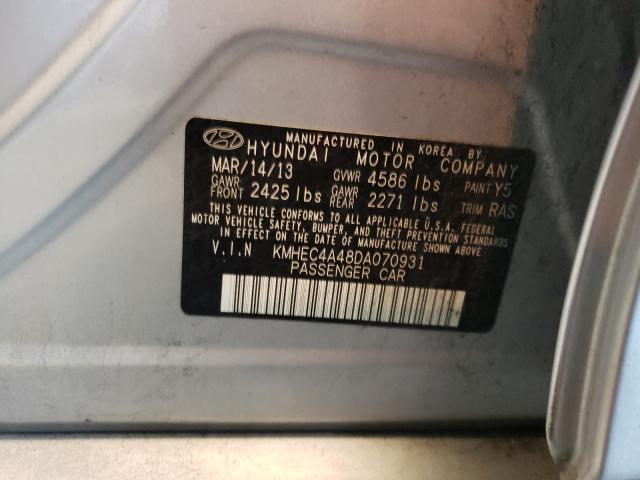 MANUFACTURED IN KOREA BY
HYUNDAI MOTOR COMPANY
MAR/14/13 GVWR 4586 lbs PAINT Y5
GAWR FRONT 2425 lbs GAWR REAR 2271 lbs TRIM RAS
THIS VEHICLE CONFORMS TO ALL APPLICABLE U.S.A FEDERAL
MOTOR VEHICLE SAFETY, BUMPER, AND THEFT PREVENTION STANDARDS
IN EFFECT ON THE DATE OF MANUFACTURE SHOWN ABOVE
V.I.N KMHEC4A48DA070931
PASSENGER CAR